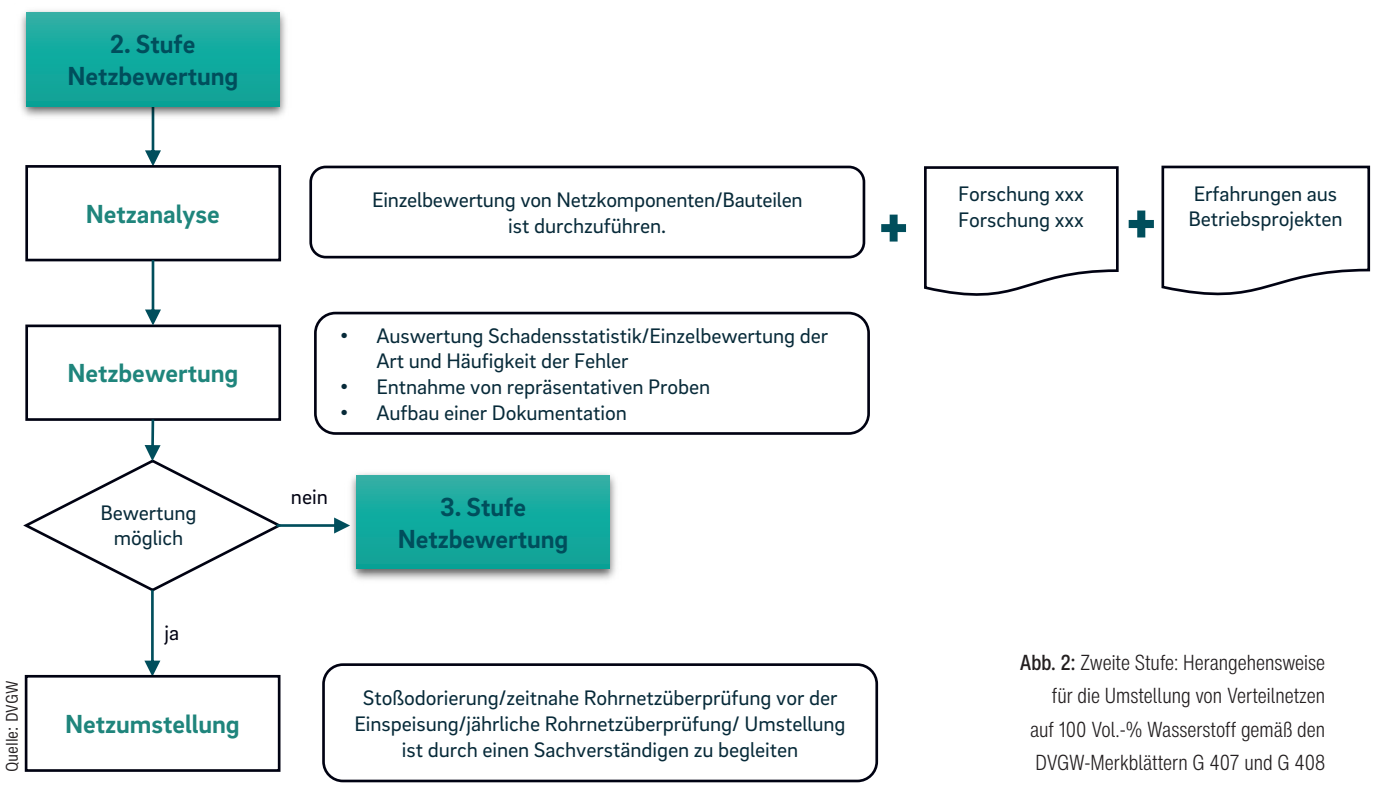 2. Stufe
Netzbewertung
Netzanalyse
Einzelbewertung von Netzkomponenten/Bauteilen
ist durchzuführen.
+
Forschung xxx
Forschung xxx
+
Erfahrungen aus
Betriebsprojekten
Netzbewertung
• Auswertung Schadensstatistik/Einzelbewertung der
Art und Häufigkeit der Fehler
• Entnahme von repräsentativen Proben
• Aufbau einer Dokumentation
Bewertung
möglich
nein
3. Stufe
Netzbewertung
ja
Netzumstellung
Stoßodorierung/zeitnahe Rohrnetzüberprüfung vor der
Einspeisung/jährliche Rohrnetzüberprüfung/ Umstellung
ist durch einen Sachverständigen zu begleiten
Quelle: DVGW
Abb. 2: Zweite Stufe: Herangehensweise
für die Umstellung von Verteilnetzen
auf 100 Vol.-% Wasserstoff gemäß den
DVGW-Merkblättern G 407 und G 408